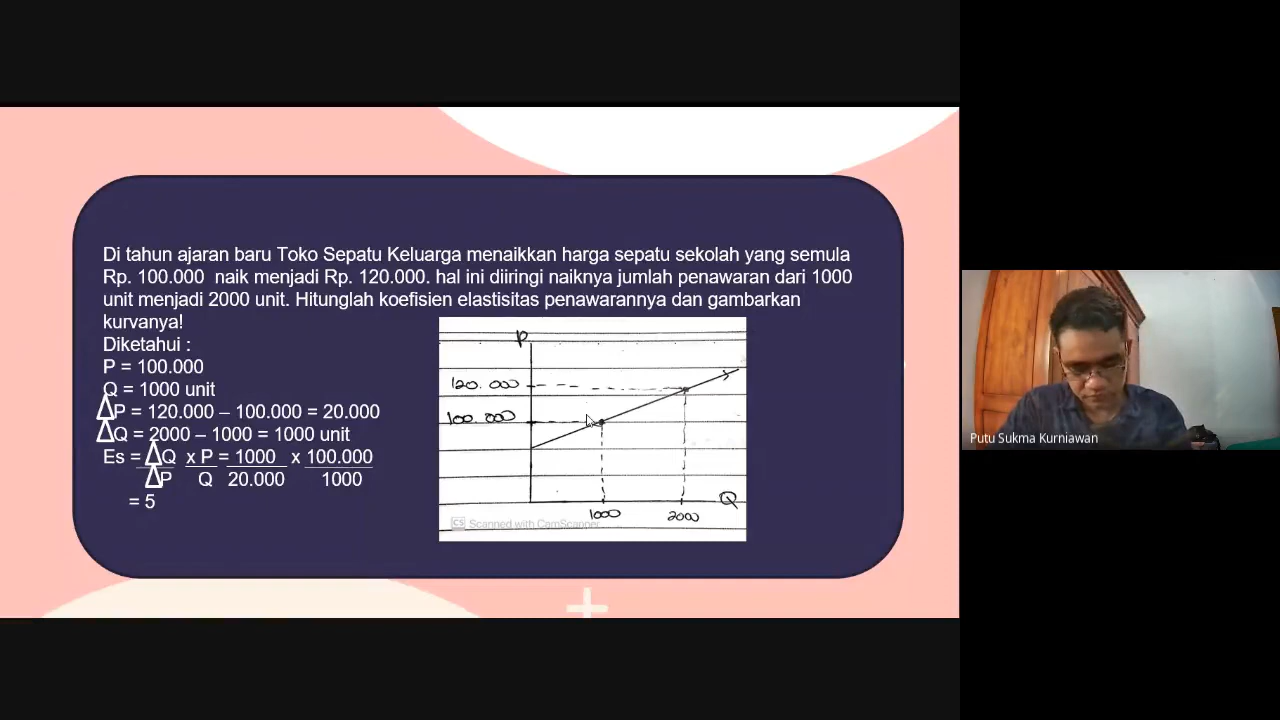 Di tahun ajaran baru Toko Sepatu Keluarga menaikkan harga sepatu sekolah yang semula
Rp. 100.000 naik menjadi Rp. 120.000. hal ini diiringi naiknya jumlah penawaran dari 1000
unit menjadi 2000 unit. Hitunglah koefisien elastisitas penawarannya dan gambarkan
kurvanya!
Diketahui :
P = 100.000
Q = 1000 unit
ΔP = 120.000 – 100.000 = 20.000
ΔQ = 2000 – 1000 = 1000 unit
Es = ΔQ x P = 1000 x 100.000
ΔP Q 20.000 1000
= 5
P
120.000
100.000
1000 2000 Q
CS Scanned with CamScanner
Putu Sukma Kurniawan